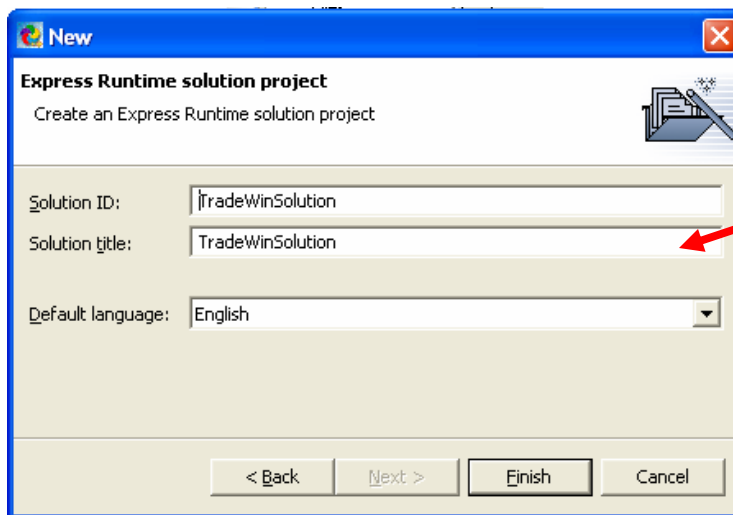 New
Express Runtime solution project
Create an Express Runtime solution project
Solution ID: TradeWinSolution
Solution title: TradeWinSolution
Default language: English
< Back Next > Finish Cancel